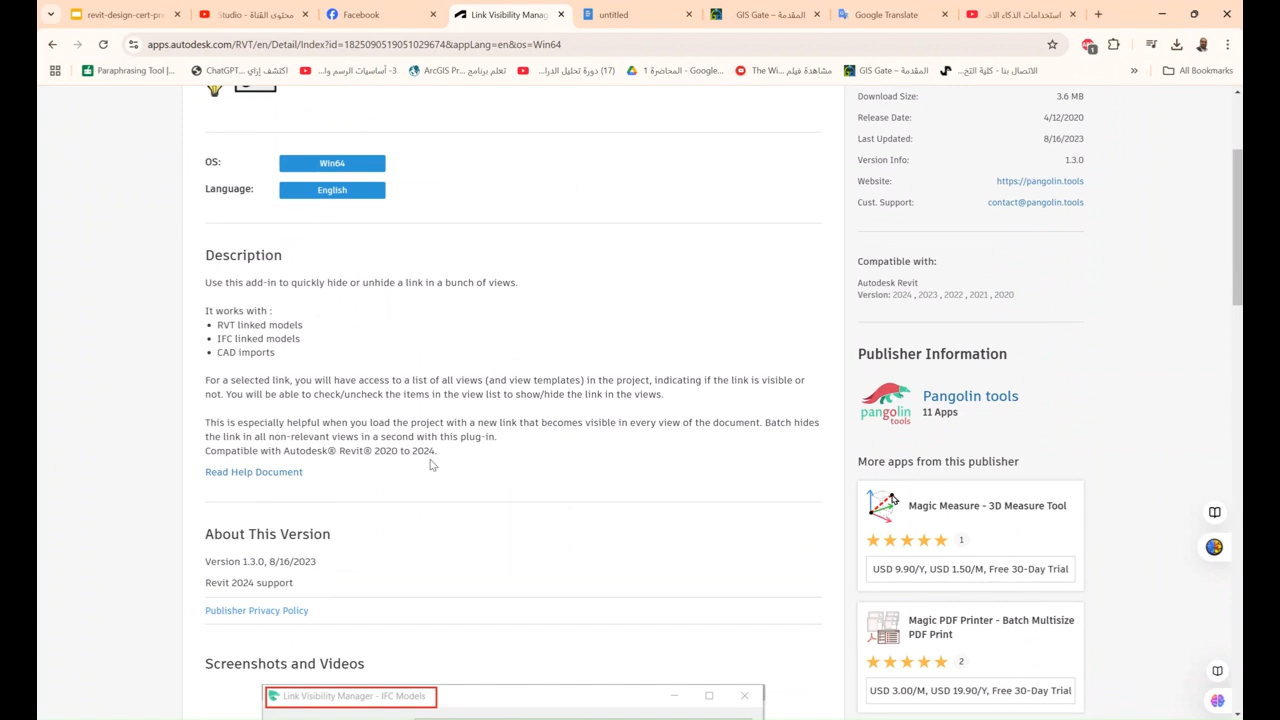 revit-design-cert-pre
محتوى القناة - Studio
Facebook
Link Visibility Manag
untitled
المقدمة – GIS Gate
Google Translate
استخدامات الذكاء الاص
apps.autodesk.com/RVT/en/Detail/Index?id=1825090519051029674&appLang=en&os=Win64
1
Paraphrasing Tool |...
اكتشف إزاي ChatGPT...
3- أساسيات الرسم وا...
تعلم برنامج ArcGIS Pr...
(17) دورة تحليل الدرا...
المحاضرة 1 - Google...
مشاهدة فيلم The Wi...
المقدمة – GIS Gate
الاتصال بنا - كلية التخ...
All Bookmarks
Download Size: 3.6 MB
Release Date: 4/12/2020
Last Updated: 8/16/2023
Version Info: 1.3.0
Website: https://pangolin.tools
Cust. Support: contact@pangolin.tools
OS: Win64
Language: English
Description
Use this add-in to quickly hide or unhide a link in a bunch of views.
It works with :
• RVT linked models
• IFC linked models
• CAD imports
For a selected link, you will have access to a list of all views (and view templates) in the project, indicating if the link is visible or
not. You will be able to check/uncheck the items in the view list to show/hide the link in the views.
This is especially helpful when you load the project with a new link that becomes visible in every view of the document. Batch hides
the link in all non-relevant views in a second with this plug-in.
Compatible with Autodesk® Revit® 2020 to 2024.
Read Help Document
About This Version
Version 1.3.0, 8/16/2023
Revit 2024 support
Publisher Privacy Policy
Screenshots and Videos
Link Visibility Manager - IFC Models
Compatible with:
Autodesk Revit
Version: 2024 , 2023 , 2022 , 2021 , 2020
Publisher Information
pangolin
tools
Pangolin tools
11 Apps
More apps from this publisher
Magic Measure - 3D Measure Tool
1
USD 9.90/Y, USD 1.50/M, Free 30-Day Trial
Magic PDF Printer - Batch Multisize
PDF Print
2
USD 3.00/M, USD 19.90/Y, Free 30-Day Trial